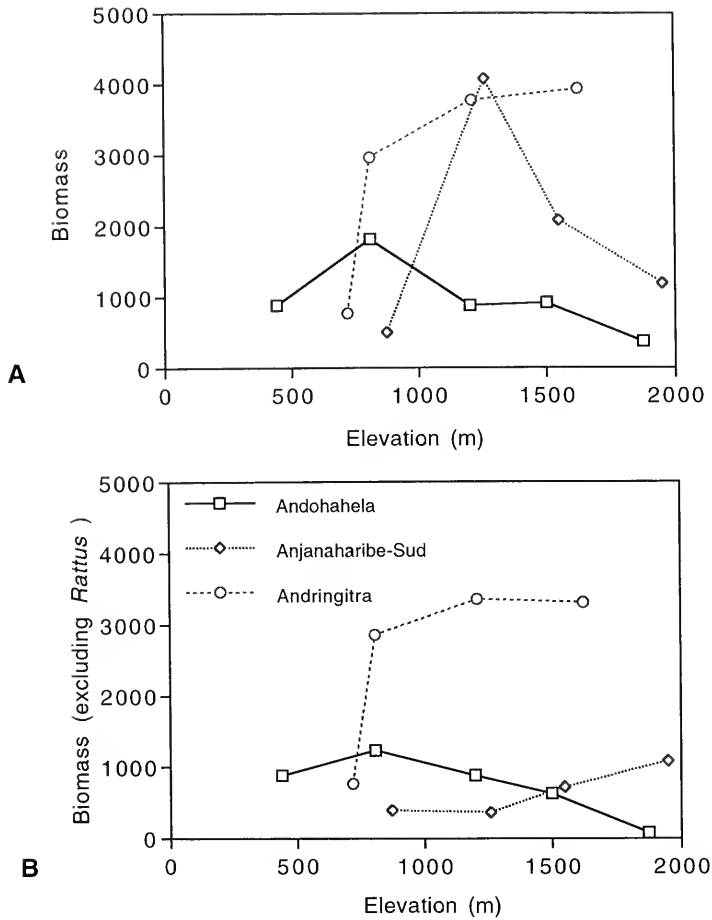 5000
4000
3000
2000
1000
0
Biomass
0 500 1000 1500 2000
Elevation (m)
A
5000
4000
3000
2000
1000
0
Biomass (excluding Rattus )
Andohahela
Anjanaharibe-Sud
Andringitra
0 500 1000 1500 2000
Elevation (m)
B